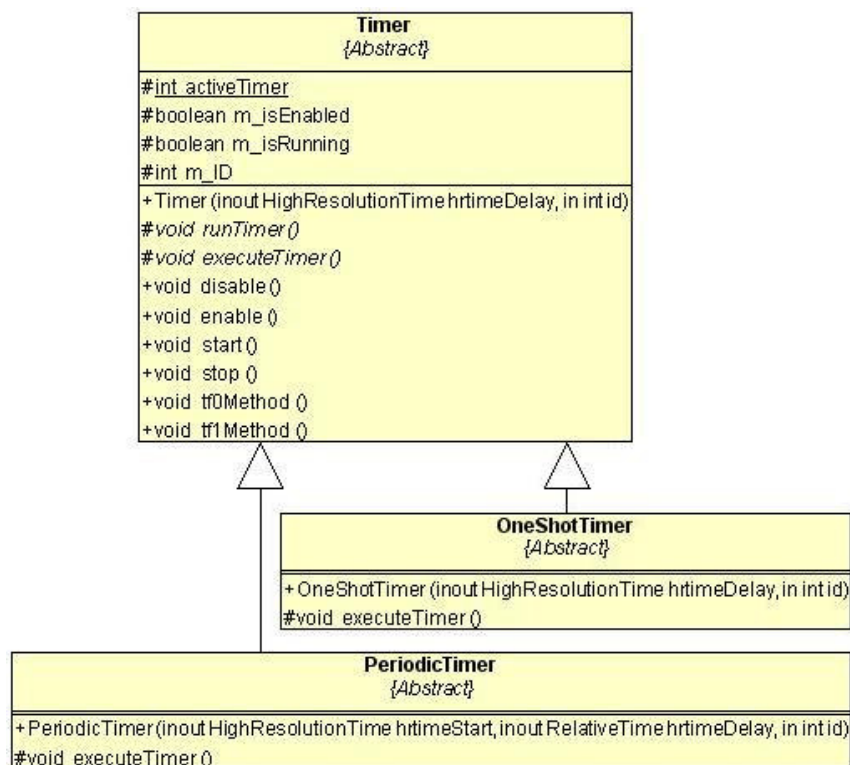 Timer
{Abstract}
#int activeTimer
#boolean m_isEnabled
#boolean m_isRunning
#int m_ID
+Timer(inout HighResolutionTime hrtimeDelay, in int id)
#void runTimer()
#void executeTimer()
+void disable()
+void enable()
+void start()
+void stop()
+void tf0Method()
+void tf1Method()
OneShotTimer
{Abstract}
+OneShotTimer(inout HighResolutionTime hrtimeDelay, in int id)
#void executeTimer()
PeriodicTimer
{Abstract}
+PeriodicTimer(inout HighResolutionTime hrtimeStart, inout RelativeTime hrtimeDelay, in int id)
#void executeTimer()